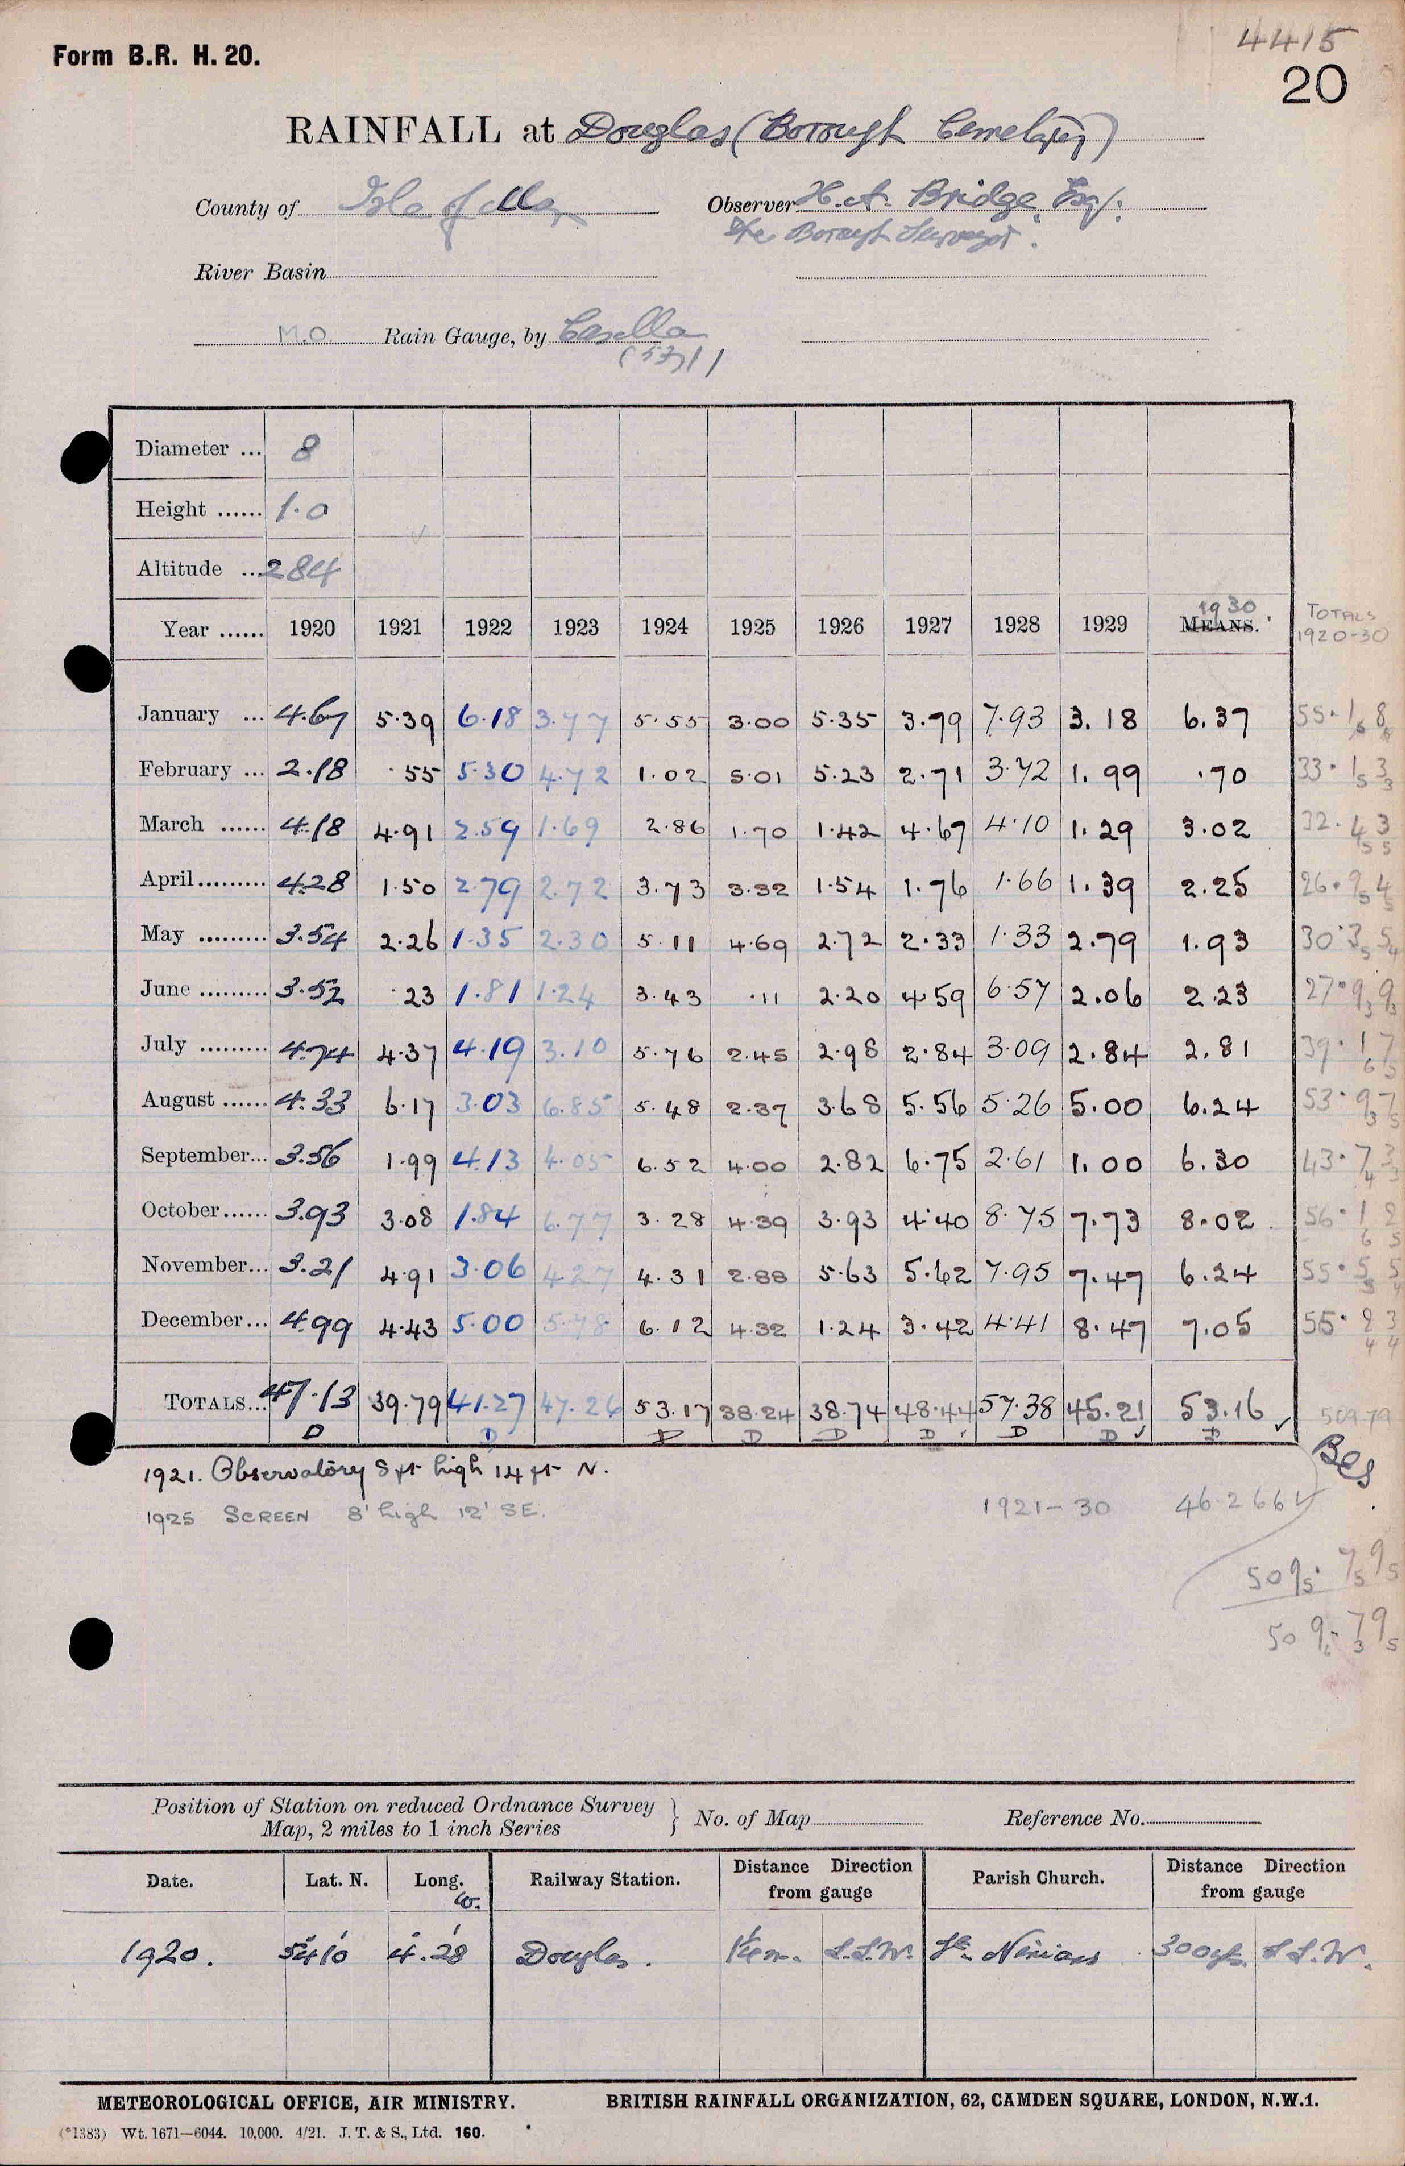 4415
Form B.R. H. 20.
20
RAINFALL at Douglas (Borough Cemetery)
County of Isle of Man Observer H. A. Bridge, Esq.
The Borough Surveyor.
River Basin
M.O Rain Gauge, by Casella
Diameter ... 8
Height ...... 1.0
Altitude ... 284
1930 TOTALS
Year ...... 1920 1921 1922 1923 1924 1925 1926 1927 1928 1929 MEANS. 1920-30
January ... 4.67 5.39 6.18 3.77 5.55 3.00 5.35 3.79 7.93 3.18 6.37 55.18
February ... 2.18 .55 5.30 4.72 1.02 5.01 5.23 2.71 3.72 1.99 .70 33.13
March ...... 4.18 4.91 2.59 1.69 2.86 1.70 1.42 4.67 4.10 1.29 3.02 32.43
April......... 4.28 1.50 2.79 2.72 3.73 3.32 1.54 1.76 1.66 1.39 2.25 26.94
May ......... 3.54 2.26 1.35 2.30 5.11 4.69 2.72 2.33 1.33 2.79 1.93 30.35
June ......... 3.52 .23 1.81 1.24 3.43 .11 2.20 4.59 6.57 2.06 2.23 27.99
July ......... 4.74 4.37 4.19 3.10 5.76 2.45 2.98 2.84 3.09 2.84 2.81 39.17
August ...... 4.33 6.17 3.03 6.85 5.48 2.37 3.68 5.56 5.26 5.00 6.24 53.97
September... 3.56 1.99 4.13 4.05 6.52 4.00 2.82 6.75 2.61 1.00 6.30 43.73
October...... 3.93 3.08 1.84 6.77 3.28 4.39 3.93 4.40 8.75 7.73 8.02 56.12
November... 3.21 4.91 3.06 4.27 4.31 2.88 5.63 5.62 7.95 7.47 6.24 55.55
December... 4.99 4.43 5.00 5.78 6.12 4.32 1.24 3.42 4.41 8.47 7.05 55.23
TOTALS... 47.13 39.79 41.27 47.26 53.17 38.24 38.74 48.44 57.38 45.21 53.16 509.79
D D D D D D D D D
1921. Observatory 8 ft high 14 ft N.
1925 SCREEN 8' high 12' SE.
1921-30 46.266
509.79
509.79
Position of Station on reduced Ordnance Survey Map, 2 miles to 1 inch Series } No. of Map Reference No.
Date. Lat. N. Long. W. Railway Station. Distance Direction from gauge Parish Church. Distance Direction from gauge
1920. 54 10 4. 28 Douglas. 1¼ m. S.S.W. St. Ninians 300 yds. S.S.W.
METEOROLOGICAL OFFICE, AIR MINISTRY. BRITISH RAINFALL ORGANIZATION, 62, CAMDEN SQUARE, LONDON, N.W.1.
(*1383) Wt. 1671—6044. 10,000. 4/21. J. T. & S., Ltd. 160.